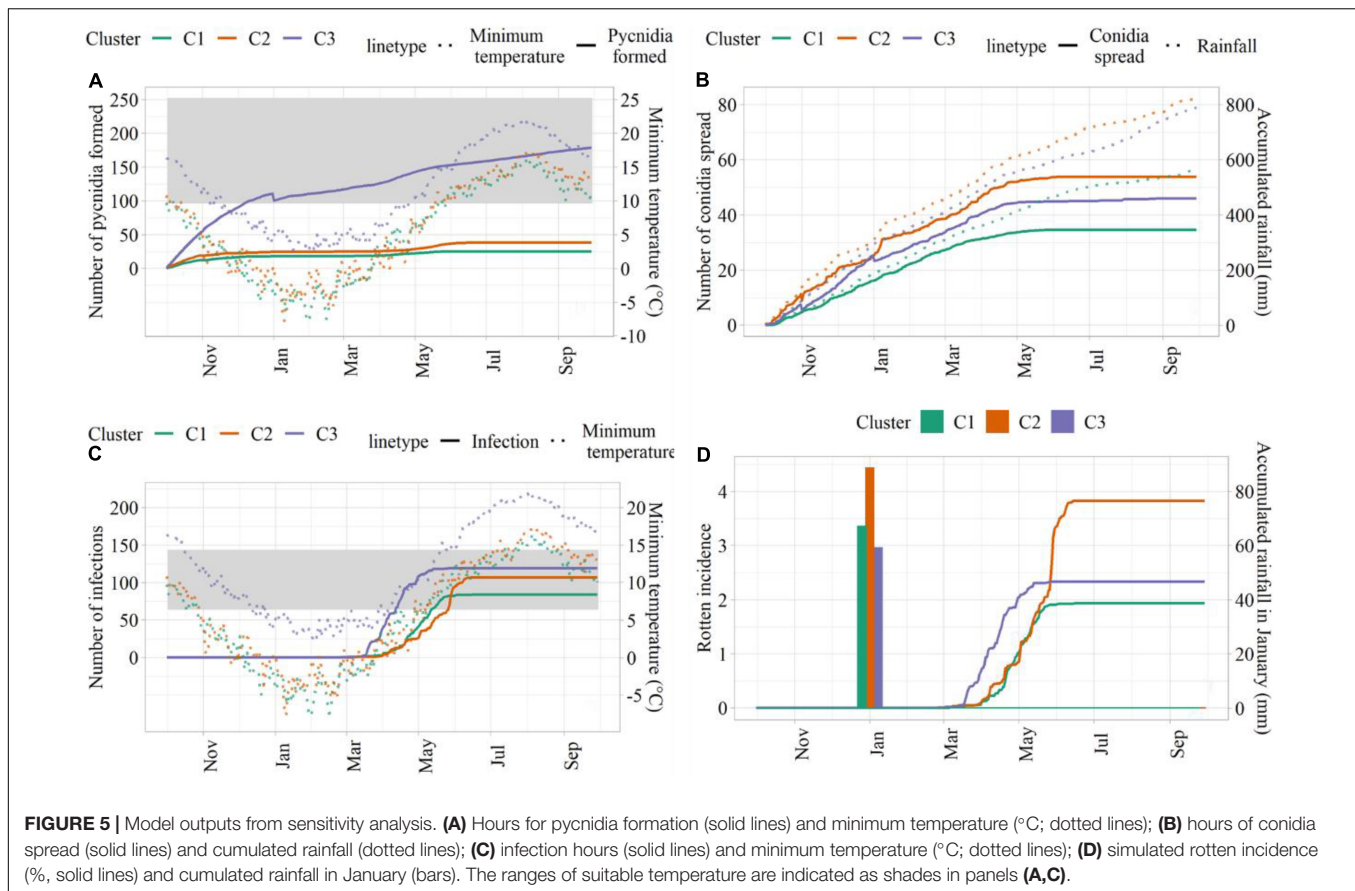 Cluster C1 C2 C3 linetype Minimum temperature Pycnidia formed
A
Number of pycnidia formed
250
200
150
100
50
0
Minimum temperature (°C)
25
20
15
10
5
0
-5
-10
Nov Jan Mar May Jul Sep
Cluster C1 C2 C3 linetype Conidia spread Rainfall
B
Number of conidia spread
80
60
40
20
0
Accumulated rainfall (mm)
800
600
400
200
0
Nov Jan Mar May Jul Sep
Cluster C1 C2 C3 linetype Infection Minimum temperature
C
Number of infections
200
150
100
50
0
Minimum temperature (°C)
20
15
10
5
0
-5
Nov Jan Mar May Jul Sep
Cluster C1 C2 C3
D
Rotten incidence
4
3
2
1
0
Accumulated rainfall in January (mm)
80
60
40
20
0
Nov Jan Mar May Jul Sep
FIGURE 5 | Model outputs from sensitivity analysis. (A) Hours for pycnidia formation (solid lines) and minimum temperature (°C; dotted lines); (B) hours of conidia
spread (solid lines) and cumulated rainfall (dotted lines); (C) infection hours (solid lines) and minimum temperature (°C; dotted lines); (D) simulated rotten incidence
(%, solid lines) and cumulated rainfall in January (bars). The ranges of suitable temperature are indicated as shades in panels (A,C).